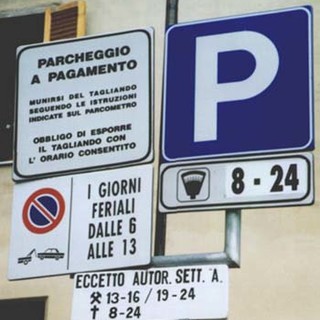 PARCHEGGIO
A PAGAMENTO
MUNIRSI DEL TAGLIANDO
SEGUENDO LE ISTRUZIONI
INDICATE SUL PARCOMETRO
OBBLIGO DI ESPORRE
IL TAGLIANDO CON
L' ORARIO CONSENTITO
P
8 - 24
I GIORNI
FERIALI
DALLE 6
ALLE 13
ECCETTO AUTOR. SETT. A.
13-16 / 19-24
8-24